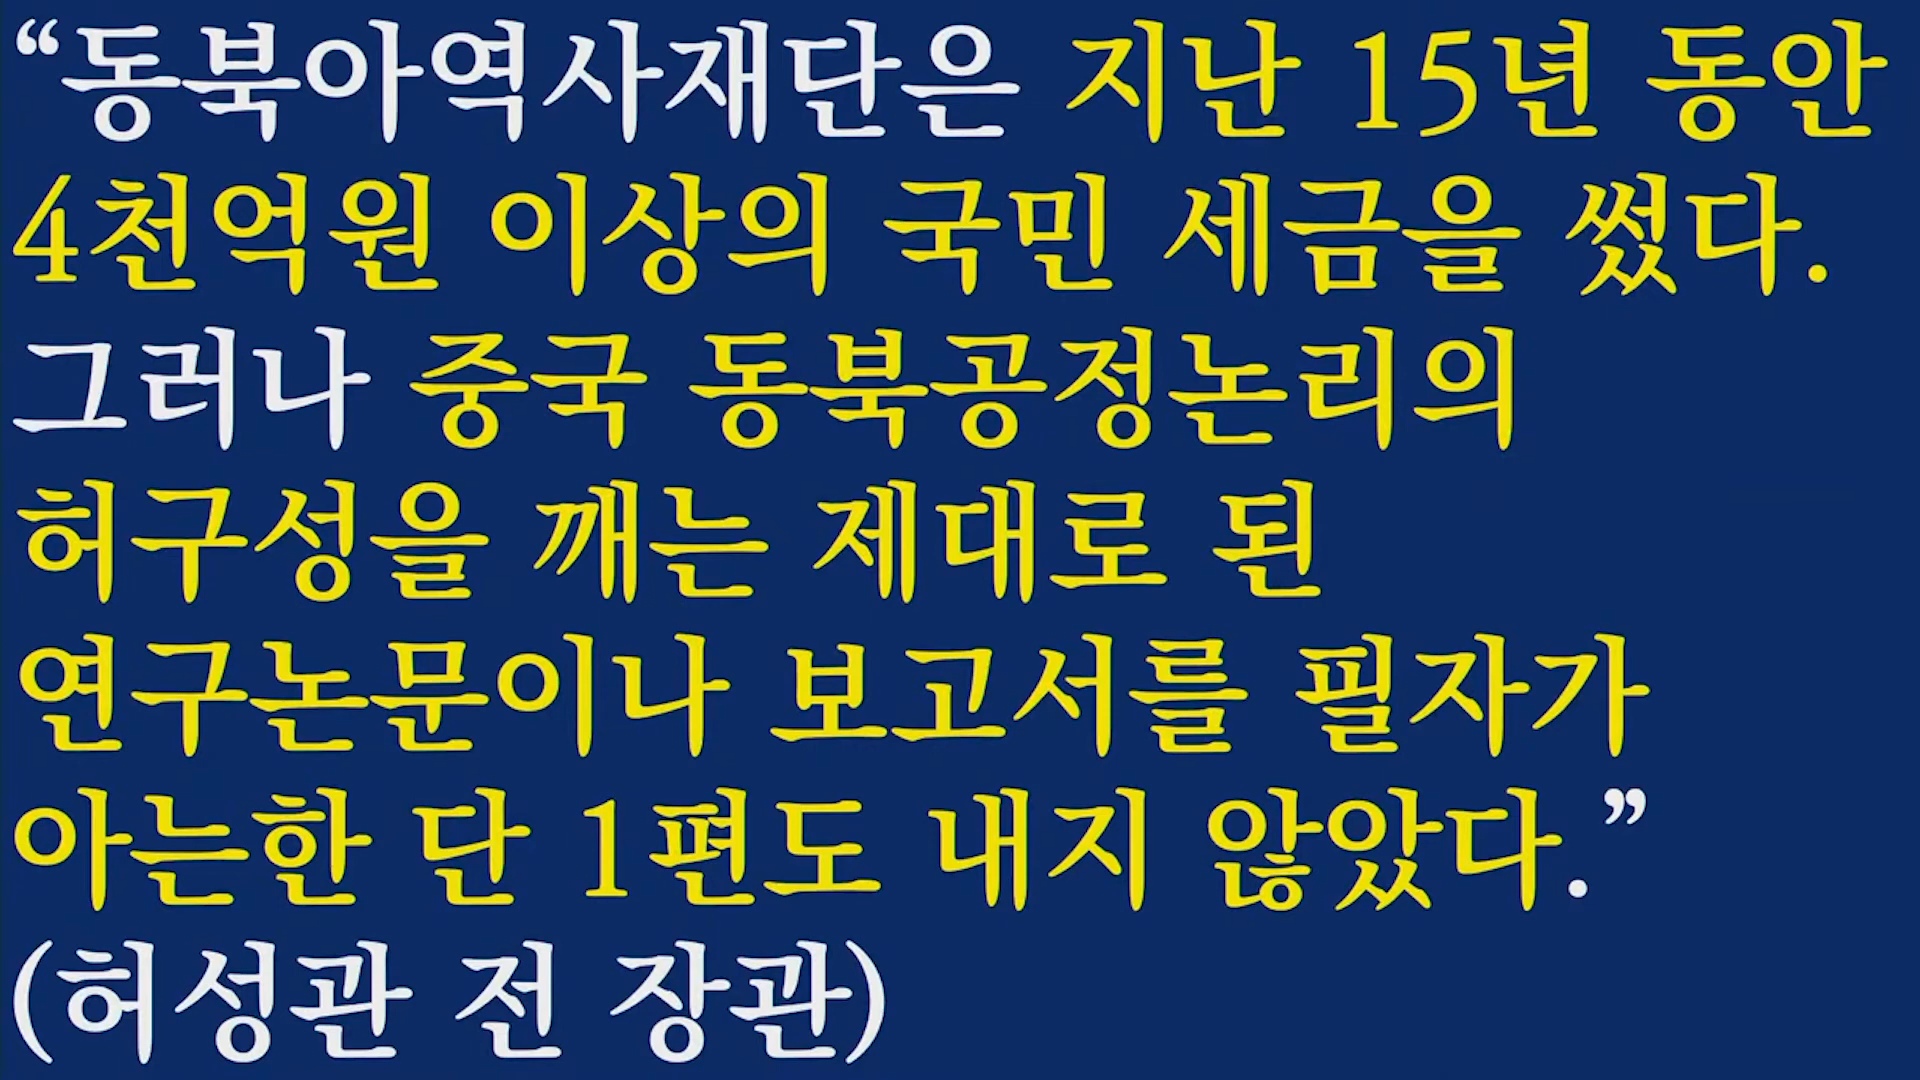 “동북아역사재단은 지난 15년 동안
4천억원 이상의 국민 세금을 썼다.
그러나 중국 동북공정논리의
허구성을 깨는 제대로 된
연구논문이나 보고서를 필자가
아는한 단 1편도 내지 않았다.”
(허성관 전 장관)